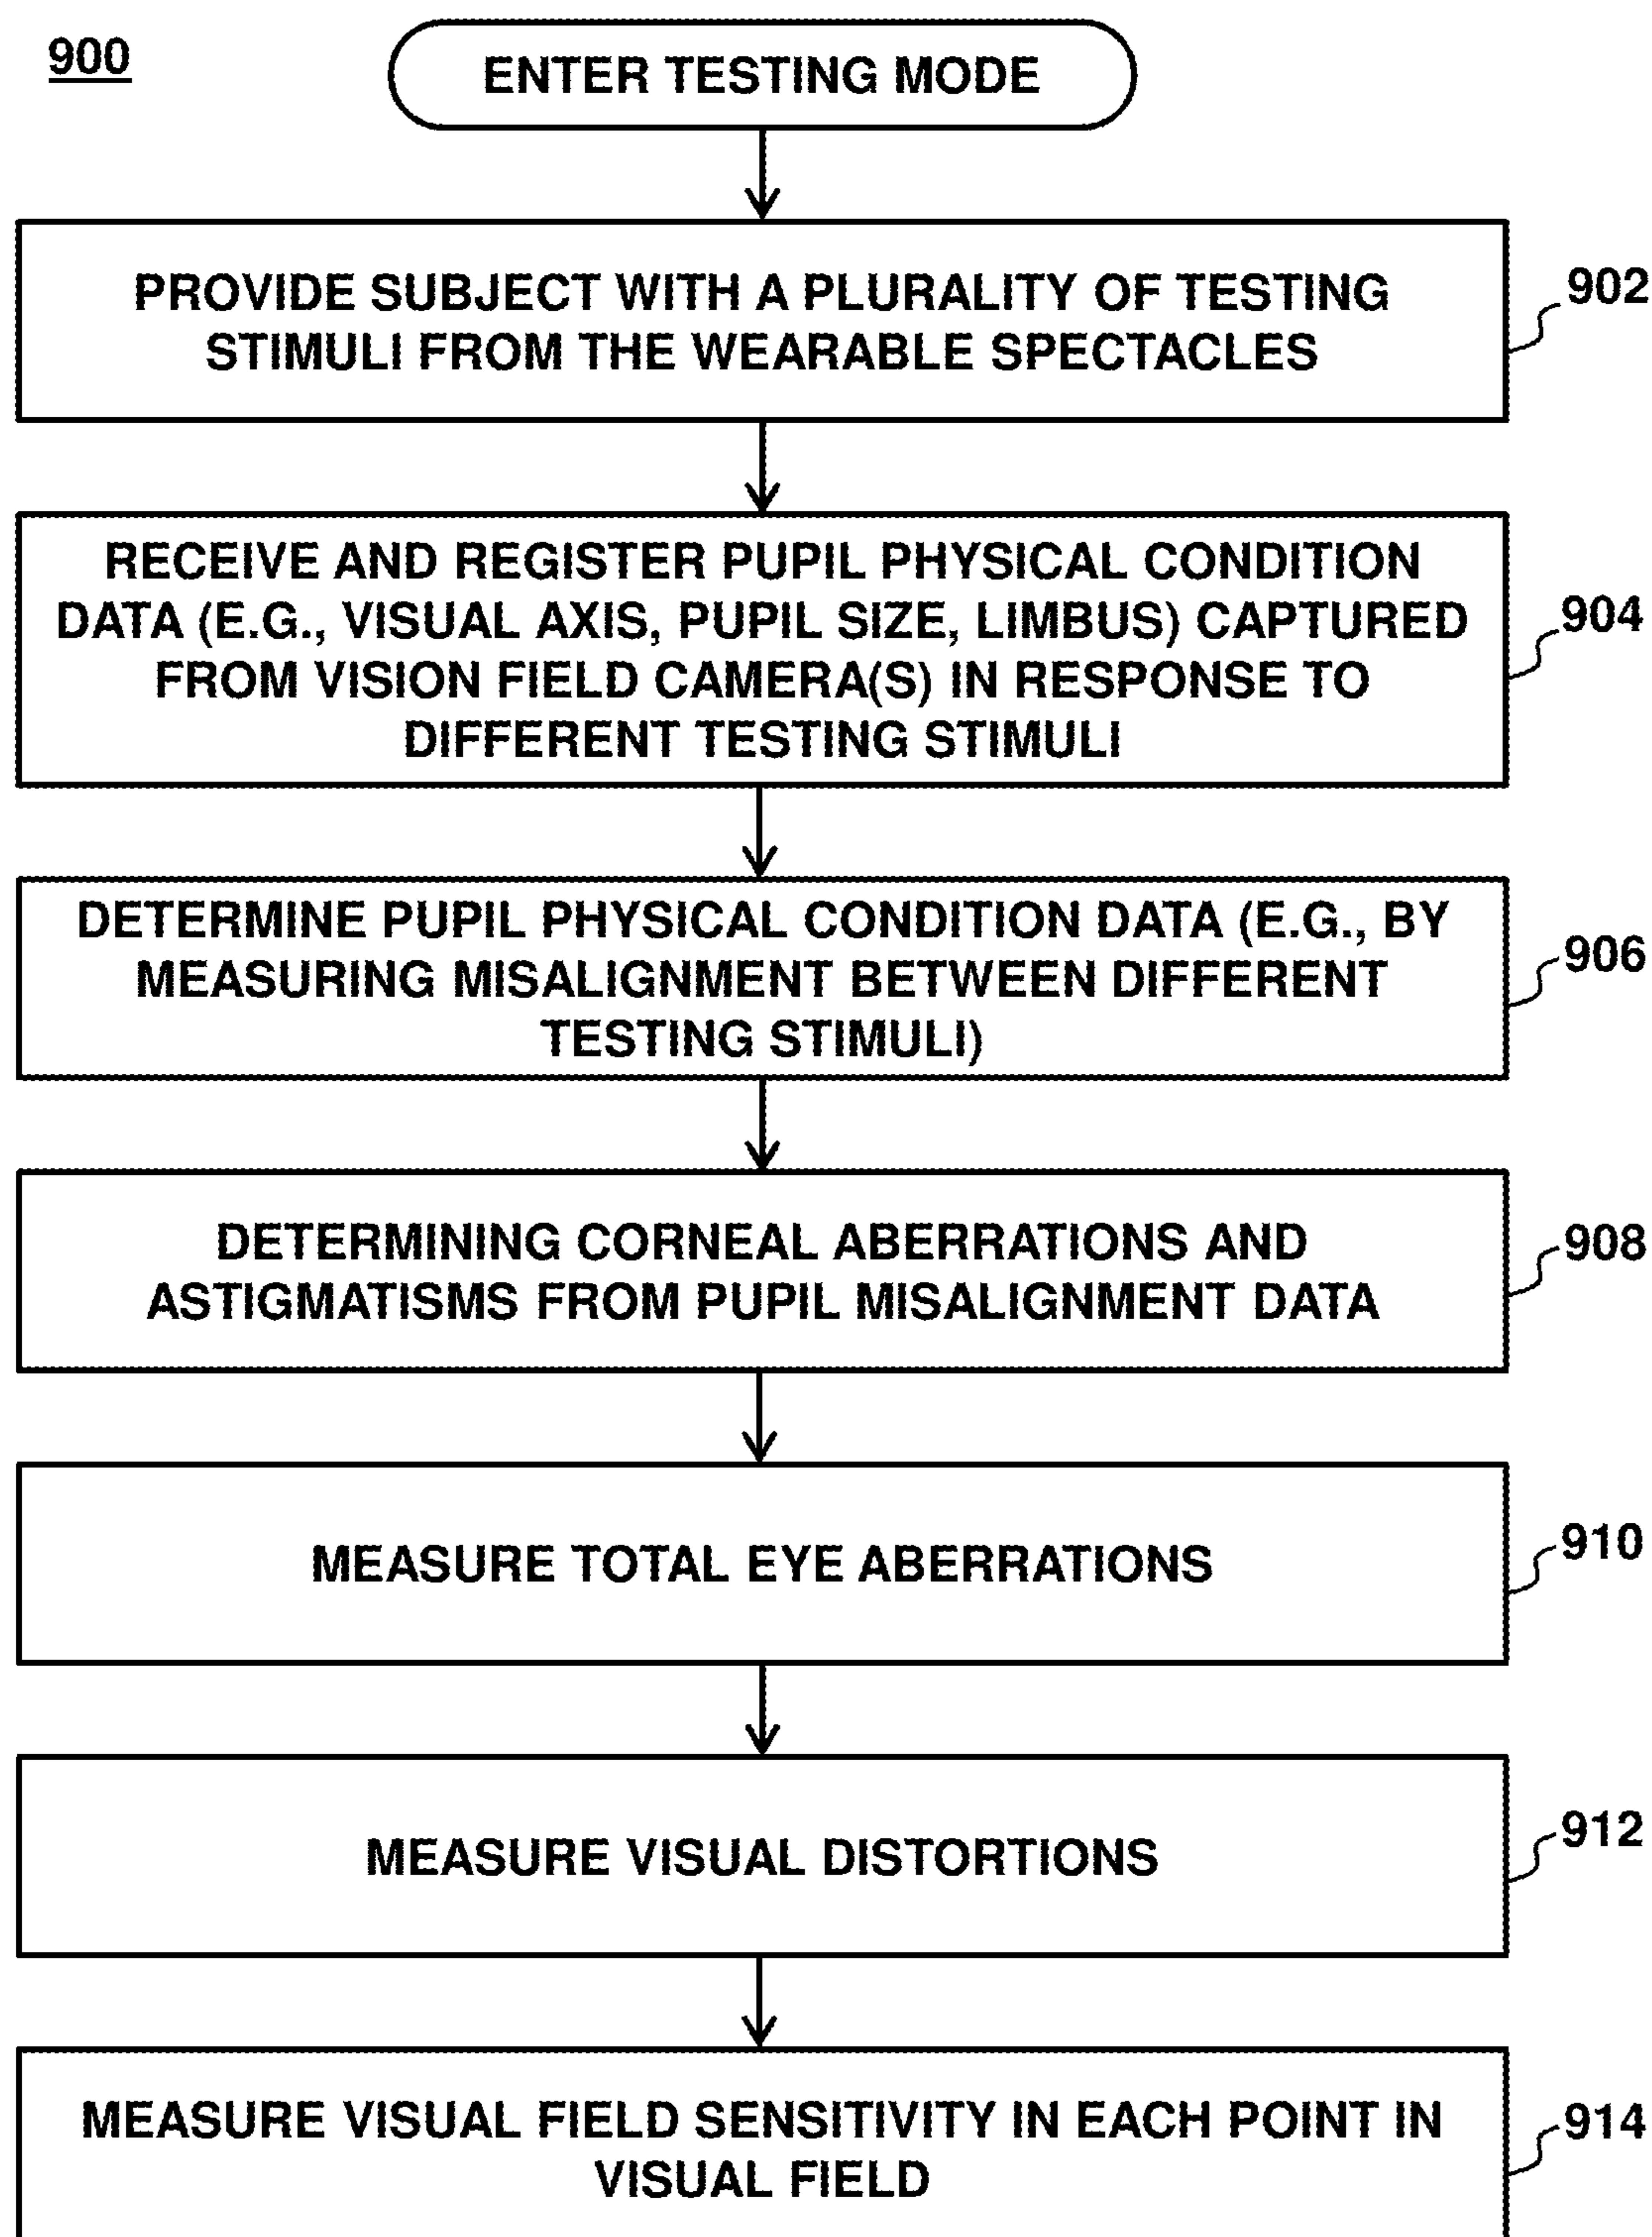 900
ENTER TESTING MODE
PROVIDE SUBJECT WITH A PLURALITY OF TESTING
STIMULI FROM THE WEARABLE SPECTACLES
902
RECEIVE AND REGISTER PUPIL PHYSICAL CONDITION
DATA (E.G., VISUAL AXIS, PUPIL SIZE, LIMBUS) CAPTURED
FROM VISION FIELD CAMERA(S) IN RESPONSE TO
DIFFERENT TESTING STIMULI
904
DETERMINE PUPIL PHYSICAL CONDITION DATA (E.G., BY
MEASURING MISALIGNMENT BETWEEN DIFFERENT
TESTING STIMULI)
906
DETERMINING CORNEAL ABERRATIONS AND
ASTIGMATISMS FROM PUPIL MISALIGNMENT DATA
908
MEASURE TOTAL EYE ABERRATIONS
910
MEASURE VISUAL DISTORTIONS
912
MEASURE VISUAL FIELD SENSITIVITY IN EACH POINT IN
VISUAL FIELD
914